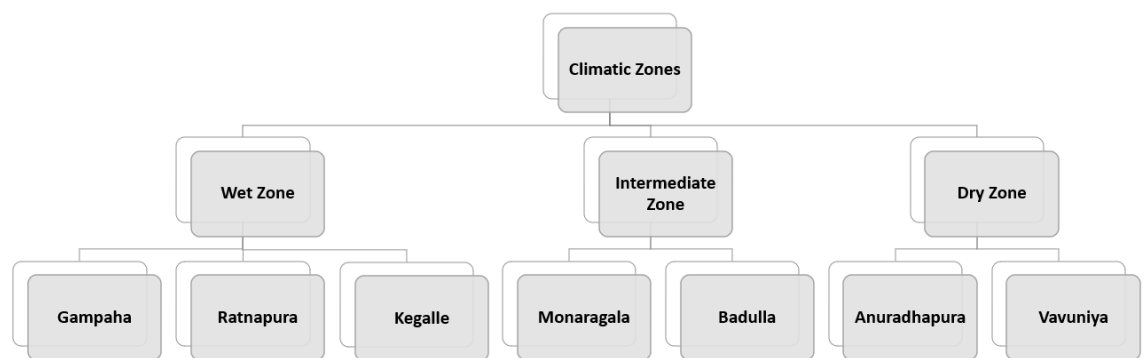 Climatic Zones
Wet Zone
Intermediate
Zone
Dry Zone
Gampaha
Ratnapura
Kegalle
Monaragala
Badulla
Anuradhapura
Vavuniya